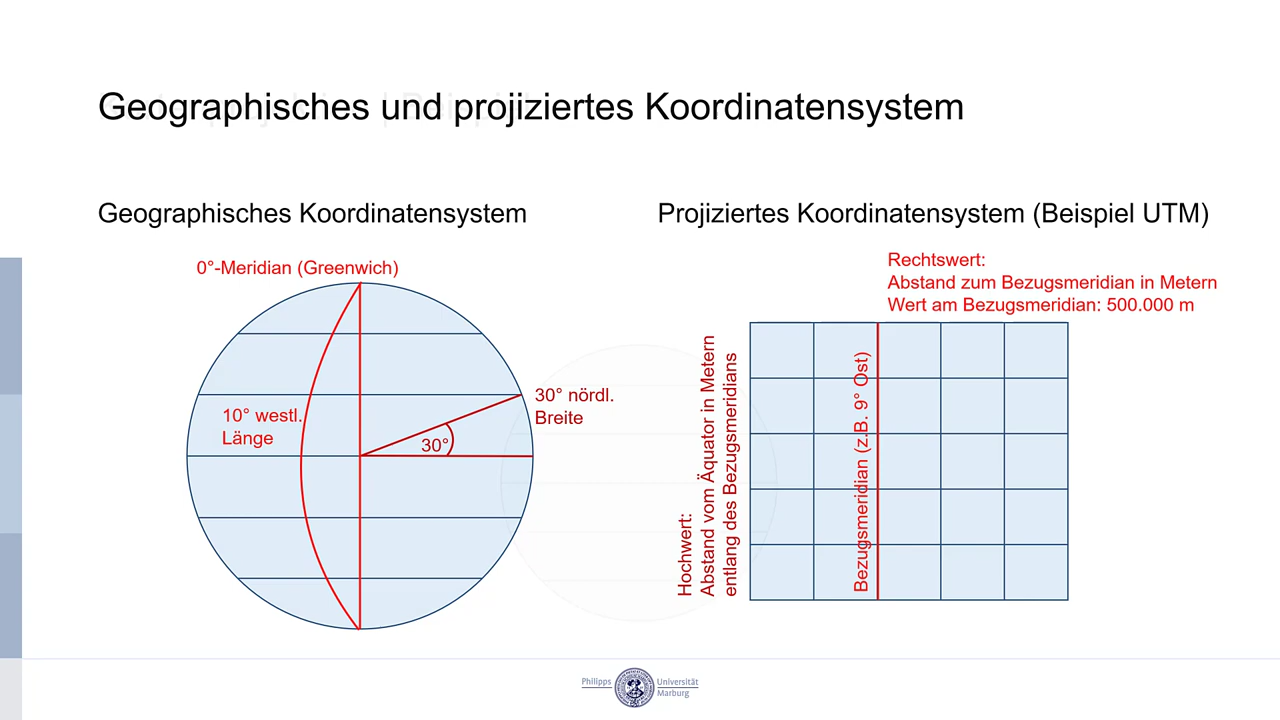 Geographisches und projiziertes Koordinatensystem
Geographisches Koordinatensystem
0°-Meridian (Greenwich)
10° westl.
Länge
30°
30° nördl.
Breite
Projiziertes Koordinatensystem (Beispiel UTM)
Rechtswert:
Abstand zum Bezugsmeridian in Metern
Wert am Bezugsmeridian: 500.000 m
Hochwert:
Abstand vom Äquator in Metern
entlang des Bezugsmeridians
Bezugsmeridian (z.B. 9° Ost)
Philipps Universität
Marburg